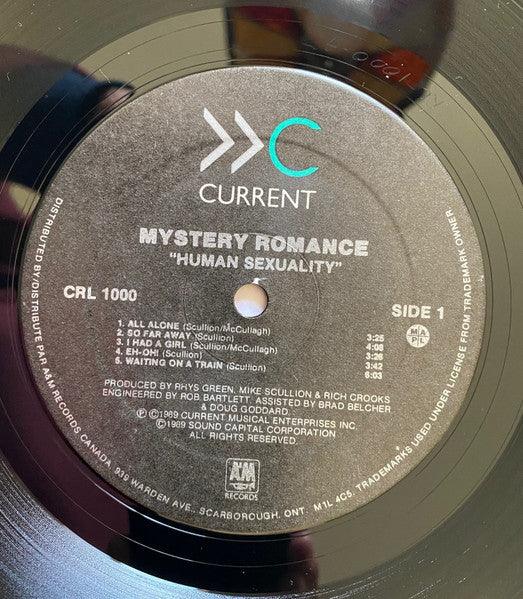 C
CURRENT
MYSTERY ROMANCE
"HUMAN SEXUALITY"
CRL 1000
SIDE 1
MAPL
1. ALL ALONE (Scullion/McCullagh) 3:25
2. SO FAR AWAY (Scullion) 4:08
3. I HAD A GIRL (Scullion/McCullagh) 3:26
4. EH-OH! (Scullion) 3:42
5. WAITING ON A TRAIN (Scullion) 6:03
PRODUCED BY RHYS GREEN, MIKE SCULLION & RICH CROOKS
ENGINEERED BY ROB BARTLETT. ASSISTED BY BRAD BELCHER
& DOUG GODDARD.
Ⓟ©1989 CURRENT MUSICAL ENTERPRISES INC.
©1989 SOUND CAPITAL CORPORATION
ALL RIGHTS RESERVED.
A&M
RECORDS
DISTRIBUTED BY/DISTRIBUTE PAR A&M RECORDS CANADA, 939 WARDEN AVE., SCARBOROUGH, ONT. M1L 4C5. TRADEMARKS USED UNDER LICENSE FROM TRADEMARK OWNER